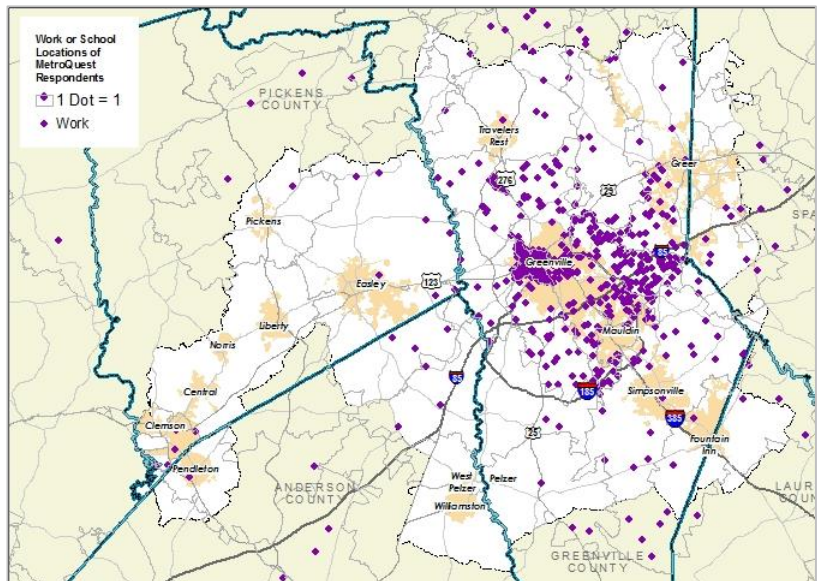 Work or School
Locations of
MetroQuest
Respondents
1 Dot = 1
Work
PICKENS
COUNTY
Travelers
Rest
276
29
Greer
SPA
Pickens
Greenville
85
Easley
123
Liberty
Mauldin
Norris
85
185
Simpsonville
Central
385
Clemson
25
Fountain
Inn
Pendleton
ANDERSON
COUNTY
West
Pelzer
Pelzer
Williamston
LAUR
COUN
GREENVILLE
COUNTY